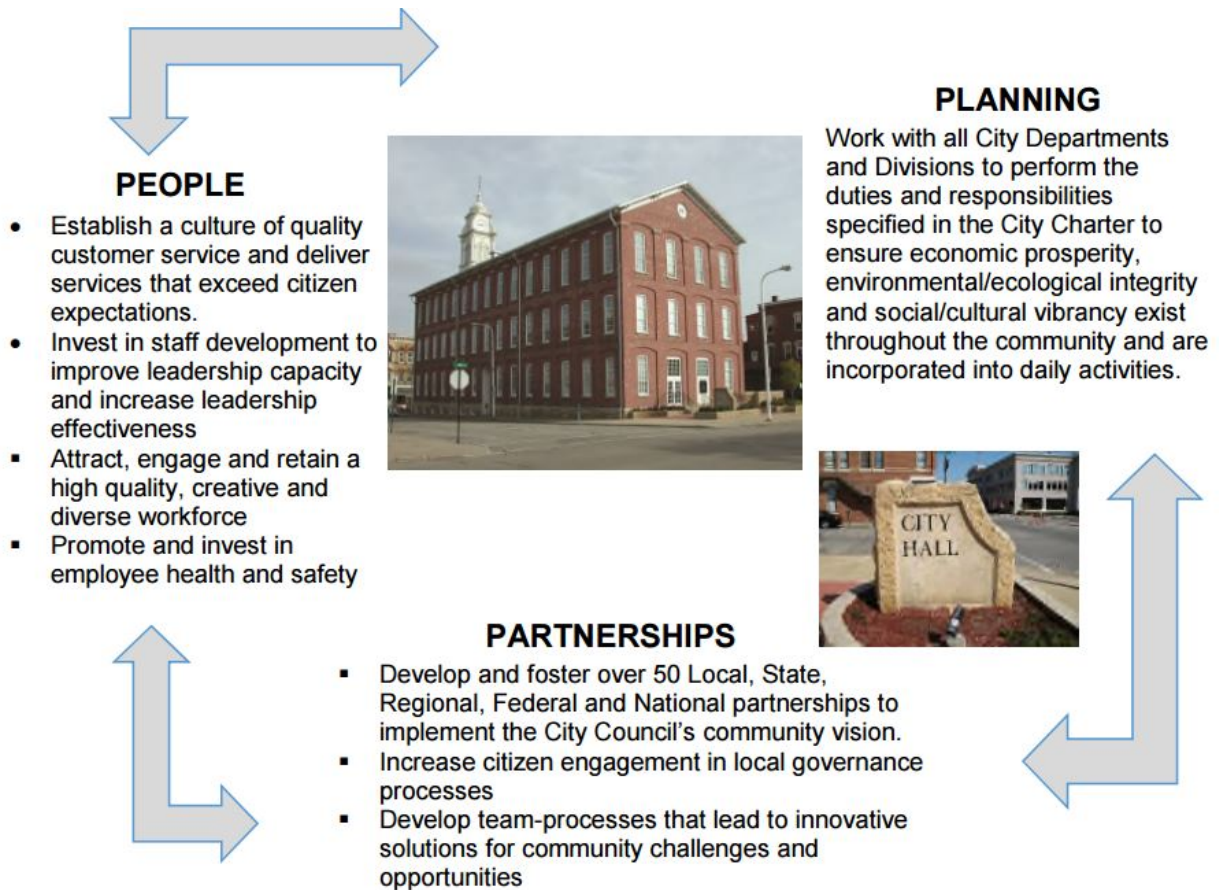 PEOPLE
• Establish a culture of quality
customer service and deliver
services that exceed citizen
expectations.
• Invest in staff development to
improve leadership capacity
and increase leadership
effectiveness
▪ Attract, engage and retain a
high quality, creative and
diverse workforce
▪ Promote and invest in
employee health and safety
PLANNING
Work with all City Departments
and Divisions to perform the
duties and responsibilities
specified in the City Charter to
ensure economic prosperity,
environmental/ecological integrity
and social/cultural vibrancy exist
throughout the community and are
incorporated into daily activities.
CITY
HALL
PARTNERSHIPS
▪ Develop and foster over 50 Local, State,
Regional, Federal and National partnerships to
implement the City Council’s community vision.
▪ Increase citizen engagement in local governance
processes
▪ Develop team-processes that lead to innovative
solutions for community challenges and
opportunities